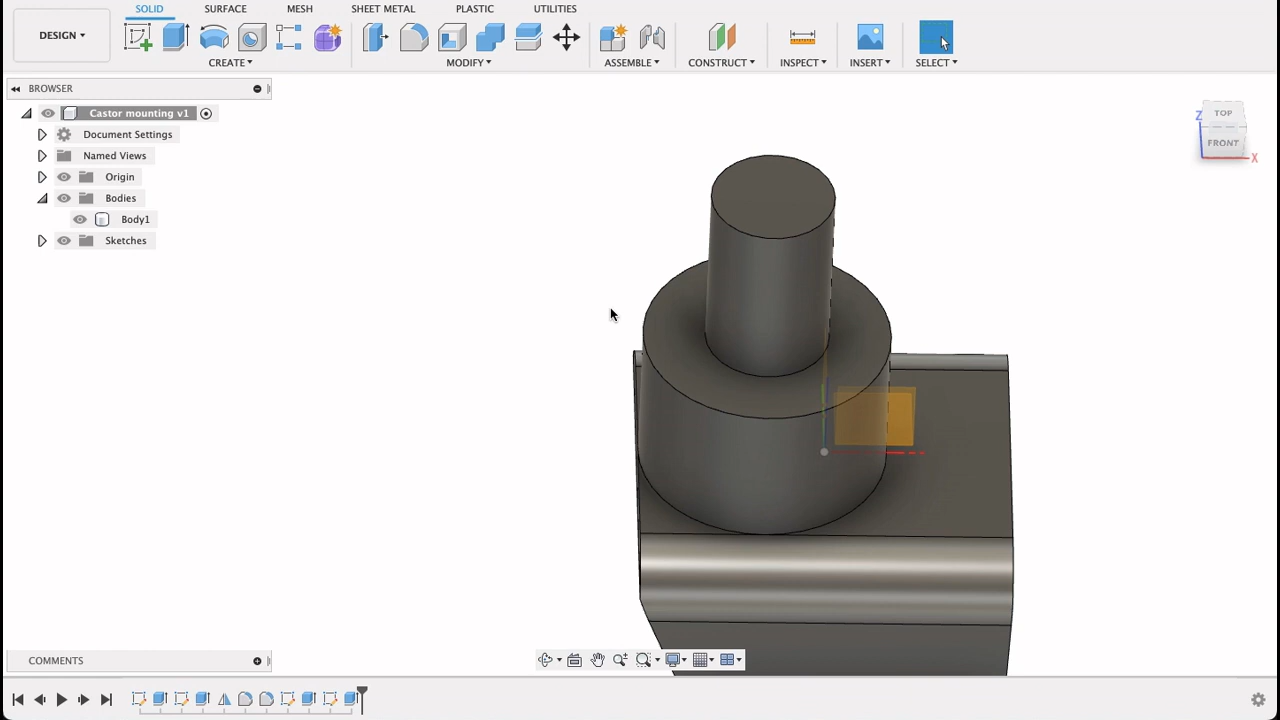 SOLID SURFACE MESH SHEET METAL PLASTIC UTILITIES
DESIGN
CREATE MODIFY ASSEMBLE CONSTRUCT INSPECT INSERT SELECT
BROWSER
Castor mounting v1
Document Settings
Named Views
Origin
Bodies
Body1
Sketches
TOP
Z
FRONT
X
COMMENTS